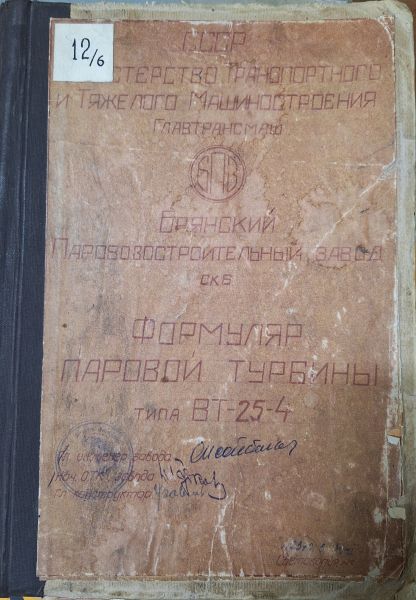 СССР
12/6
Министерство Транспортного
и Тяжелого Машиностроения
Главтрансмаш
БПЗ
Брянский
Паровозостроительный завод
СКБ
Формуляр
паровой турбины
типа ВТ-25-4
Гл. инженер завода
Нач. ОТК завода
Гл конструктор